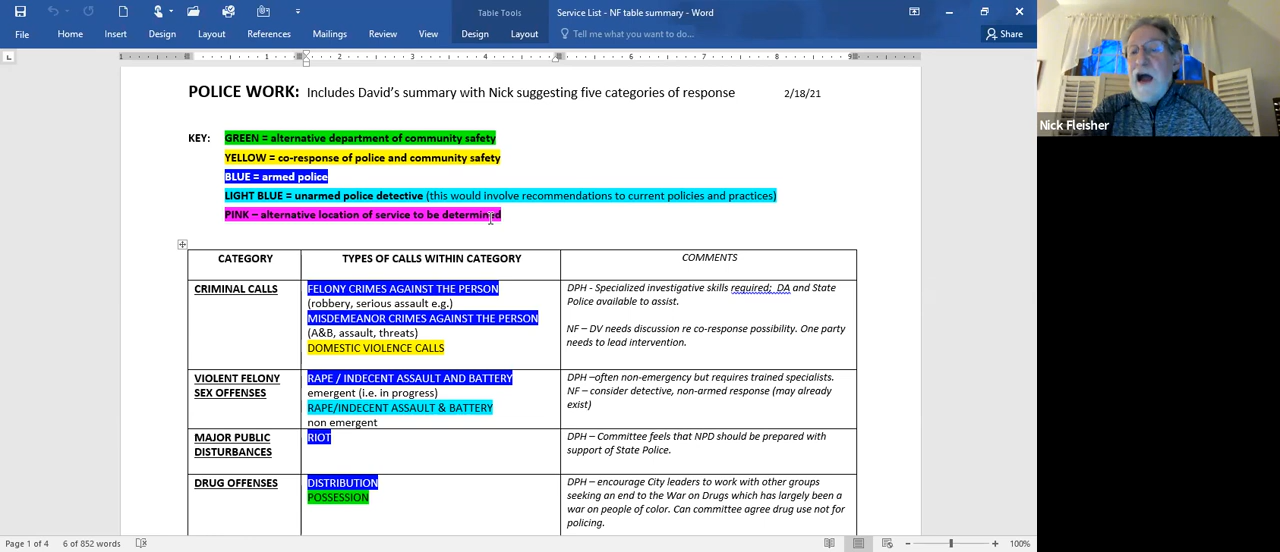 Table Tools
Service List - NF table summary - Word
File Home Insert Design Layout References Mailings Review View Design Layout Tell me what you want to do... Share
1 1 2 3 4 5 6 7 8 9
POLICE WORK: Includes David's summary with Nick suggesting five categories of response 2/18/21
KEY: GREEN = alternative department of community safety
YELLOW = co-response of police and community safety
BLUE = armed police
LIGHT BLUE = unarmed police detective (this would involve recommendations to current policies and practices)
PINK – alternative location of service to be determined
CATEGORY TYPES OF CALLS WITHIN CATEGORY COMMENTS
CRIMINAL CALLS
FELONY CRIMES AGAINST THE PERSON
(robbery, serious assault e.g.)
MISDEMEANOR CRIMES AGAINST THE PERSON
(A&B, assault, threats)
DOMESTIC VIOLENCE CALLS
DPH - Specialized investigative skills required; DA and State
Police available to assist.
NF – DV needs discussion re co-response possibility. One party
needs to lead intervention.
VIOLENT FELONY
SEX OFFENSES
RAPE / INDECENT ASSAULT AND BATTERY
emergent (i.e. in progress)
RAPE/INDECENT ASSAULT & BATTERY
non emergent
DPH –often non-emergency but requires trained specialists.
NF – consider detective, non-armed response (may already
exist)
MAJOR PUBLIC
DISTURBANCES
RIOT
DPH – Committee feels that NPD should be prepared with
support of State Police.
DRUG OFFENSES
DISTRIBUTION
POSSESSION
DPH – encourage City leaders to work with other groups
seeking an end to the War on Drugs which has largely been a
war on people of color. Can committee agree drug use not for
policing.
Page 1 of 4 6 of 852 words 100%
Nick Fleisher